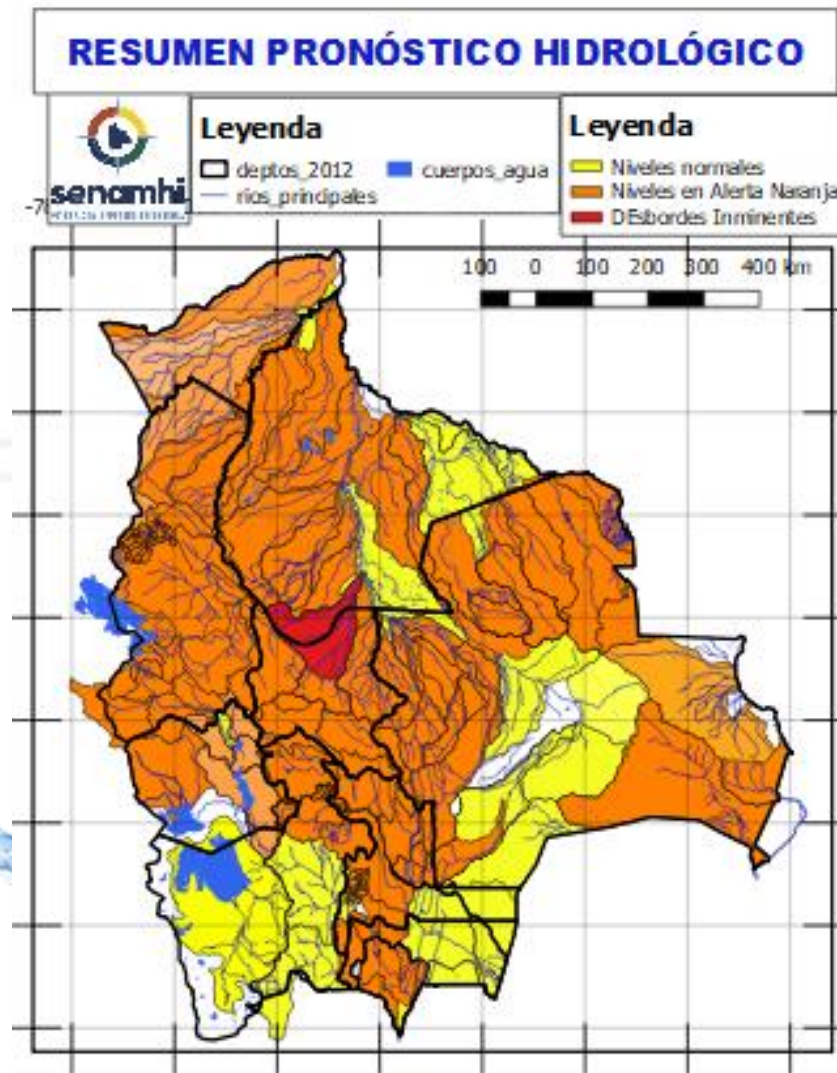 RESUMEN PRONÓSTICO HIDROLÓGICO
senamhi
Leyenda
deptos_2012
cuerpos_agua
rios_principales
Leyenda
Niveles normales
Niveles en Alerta Naranja
DEsbordes Inminentes
100 0 100 200 300 400 km